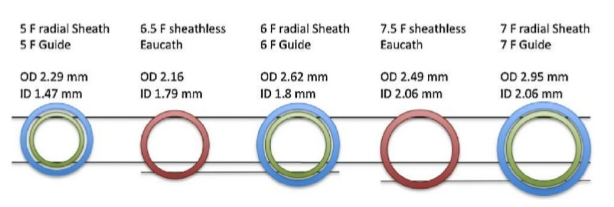 5 F radial Sheath
5 F Guide
OD 2.29 mm
ID 1.47 mm
6.5 F sheathless
Eaucath
OD 2.16
ID 1.79 mm
6 F radial Sheath
6 F Guide
OD 2.62 mm
ID 1.8 mm
7.5 F sheathless
Eaucath
OD 2.49 mm
ID 2.06 mm
7 F radial Sheath
7 F Guide
OD 2.95 mm
ID 2.06 mm